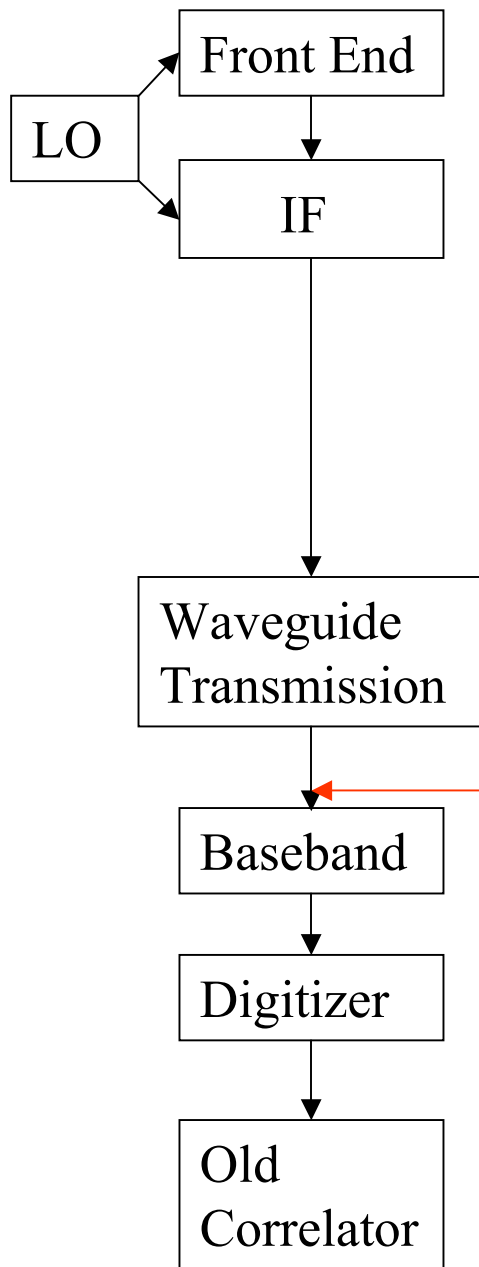 Front End
LO
IF
Waveguide
Transmission
Baseband
Digitizer
Old
Correlator